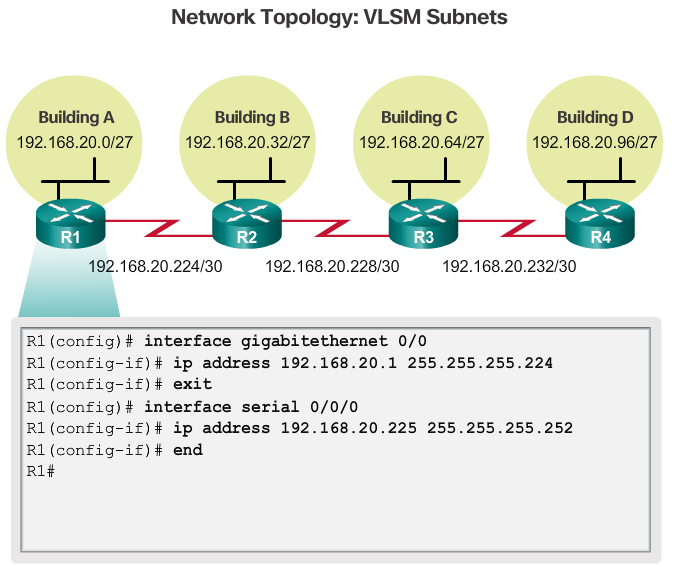 Network Topology: VLSM Subnets
Building A
192.168.20.0/27
Building B
192.168.20.32/27
Building C
192.168.20.64/27
Building D
192.168.20.96/27
R1
R2
R3
R4
192.168.20.224/30
192.168.20.228/30
192.168.20.232/30
R1(config)# interface gigabitethernet 0/0
R1(config-if)# ip address 192.168.20.1 255.255.255.224
R1(config-if)# exit
R1(config)# interface serial 0/0/0
R1(config-if)# ip address 192.168.20.225 255.255.255.252
R1(config-if)# end
R1#